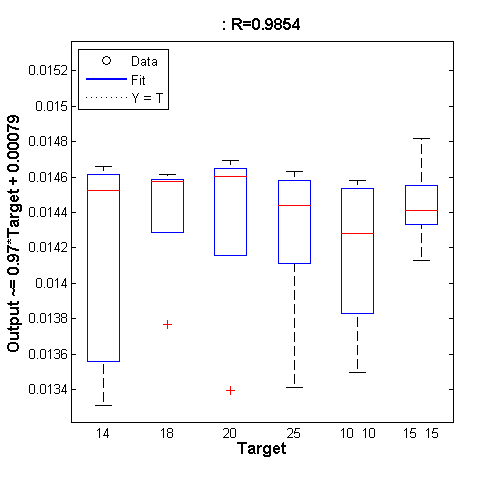 : R=0.9854
Data
Fit
Y = T
0.0152
0.015
0.0148
0.0146
0.0144
0.0142
0.014
0.0138
0.0136
0.0134
Output ~= 0.97*Target + 0.00079
14 18 20 25 10 10 15 15
Target